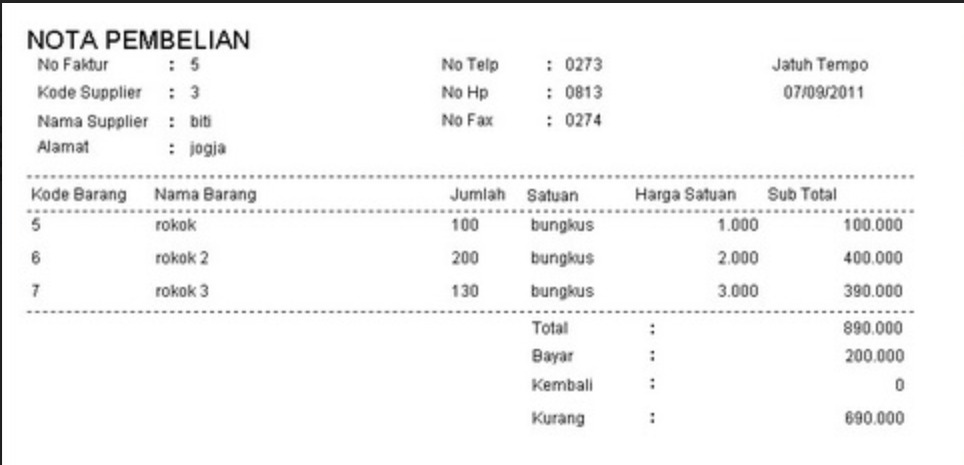 NOTA PEMBELIAN
No Faktur : 5 No Telp : 0273 Jatuh Tempo
Kode Supplier : 3 No Hp : 0813 07/09/2011
Nama Supplier : biti No Fax : 0274
Alamat : jogja
Kode Barang Nama Barang Jumlah Satuan Harga Satuan Sub Total
5 rokok 100 bungkus 1.000 100.000
6 rokok 2 200 bungkus 2.000 400.000
7 rokok 3 130 bungkus 3.000 390.000
Total : 890.000
Bayar : 200.000
Kembali : 0
Kurang : 690.000